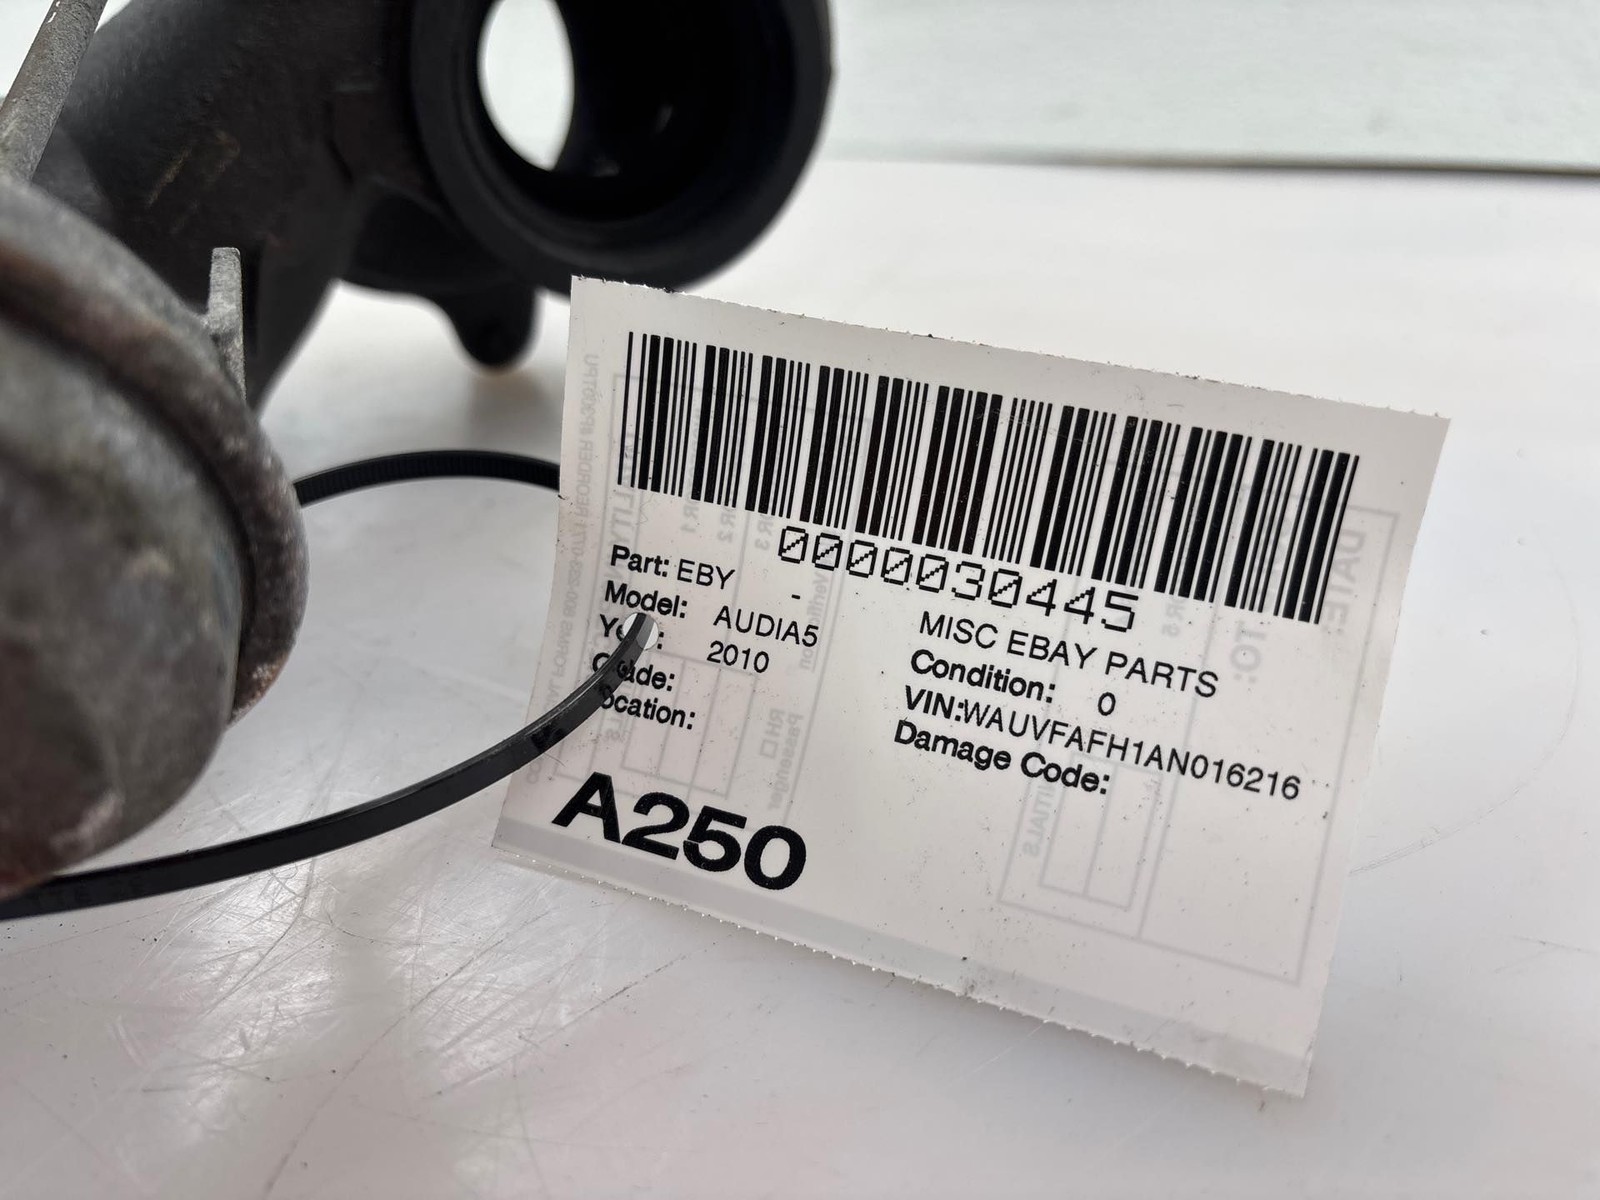 0000030445
Part: EBY -
MISC EBAY PARTS
Model: AUDIA5
Condition: 0
2010
VIN:WAUVFAFH1AN016216
Damage Code:
A250